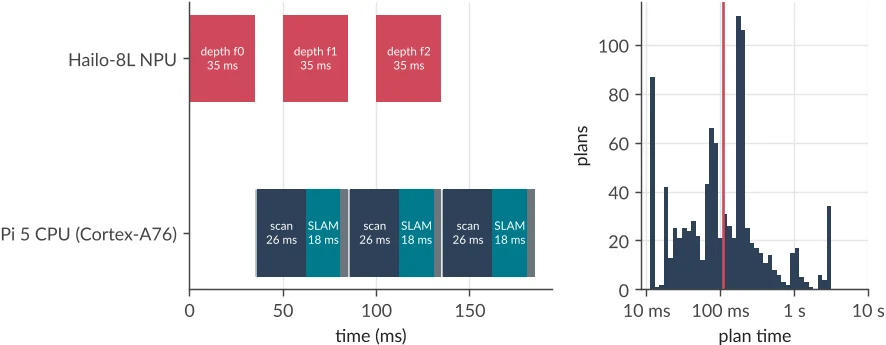 Hailo-8L NPU
depth f0
35 ms
depth f1
35 ms
depth f2
35 ms
Pi 5 CPU (Cortex-A76)
scan
26 ms
SLAM
18 ms
scan
26 ms
SLAM
18 ms
scan
26 ms
SLAM
18 ms
0 50 100 150
time (ms)
plans
100
80
60
40
20
0
10 ms 100 ms 1 s 10 s
plan time